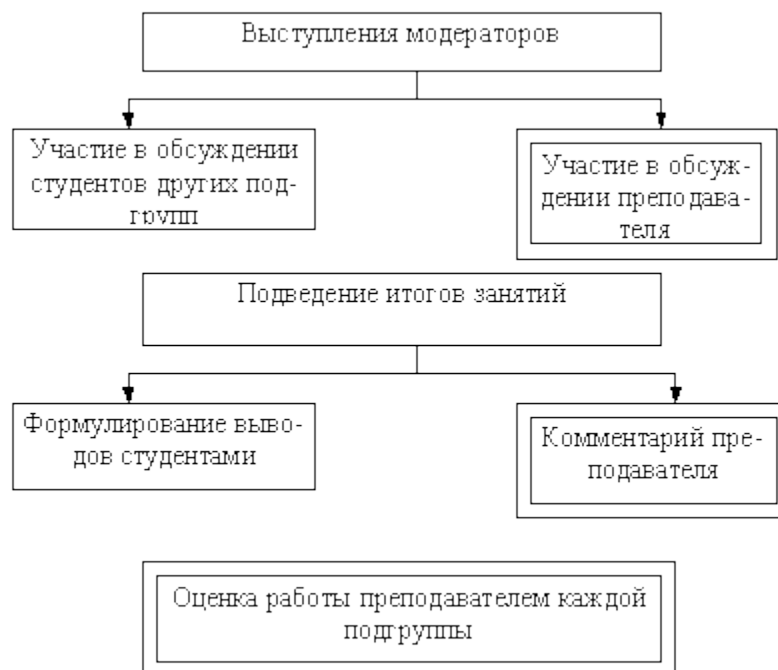 Выступления модераторов
Участие в обсуждении
студентов других под-
групп
Участие в обсуж-
дении преподава-
теля
Подведение итогов занятий
Формулирование выво-
дов студентами
Комментарий пре-
подавателя
Оценка работы преподавателем каждой
подгруппы